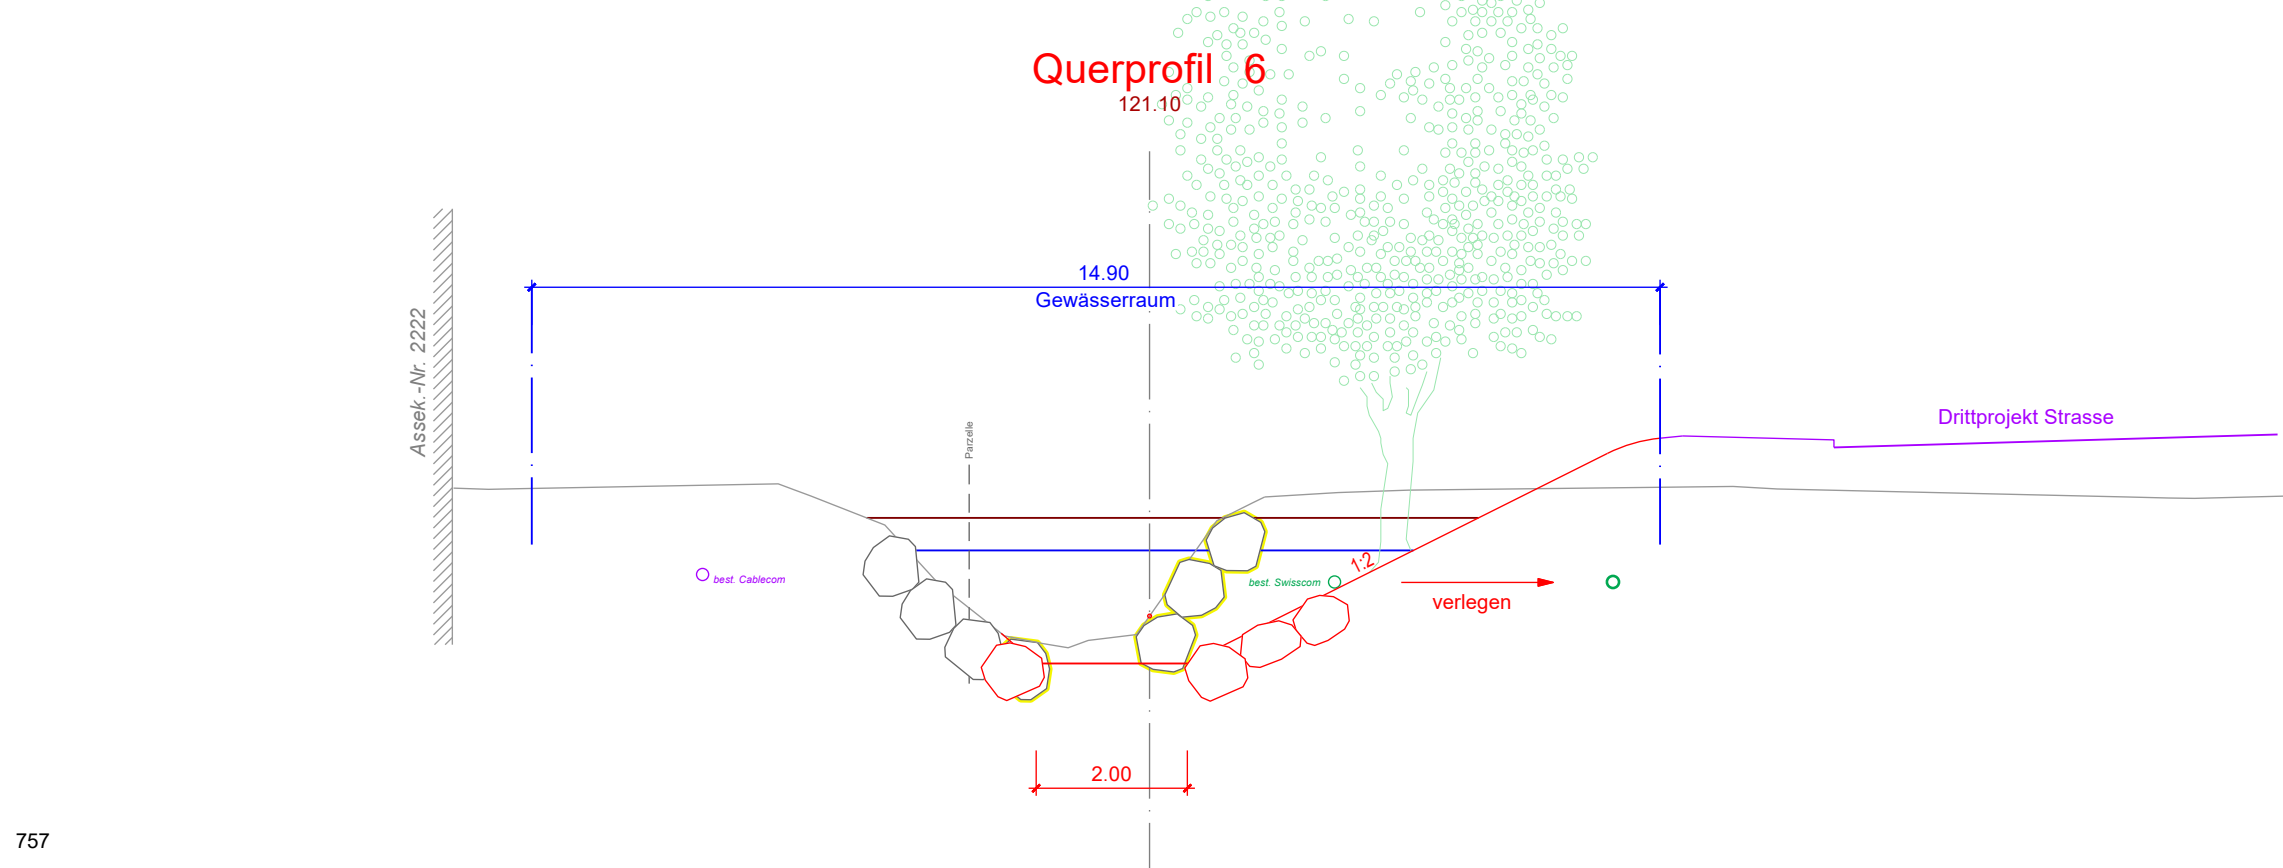 Querprofil 6
121.10
14.90
Gewässerraum
Assek.-Nr. 2222
Drittprojekt Strasse
Parzelle
1:2
best. Cablecom
best. Swisscom
verlegen
2.00
757